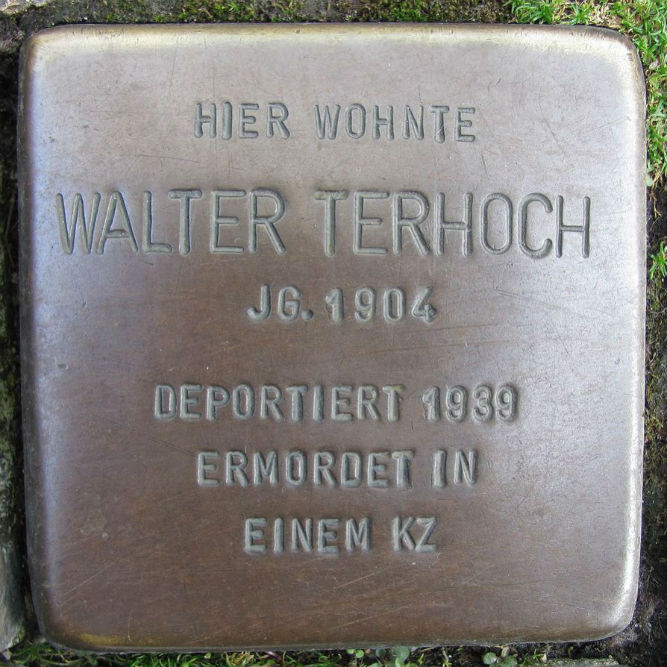 HIER WOHNTE
WALTER TERHOCH
JG. 1904
DEPORTIERT 1939
ERMORDET IN
EINEM KZ